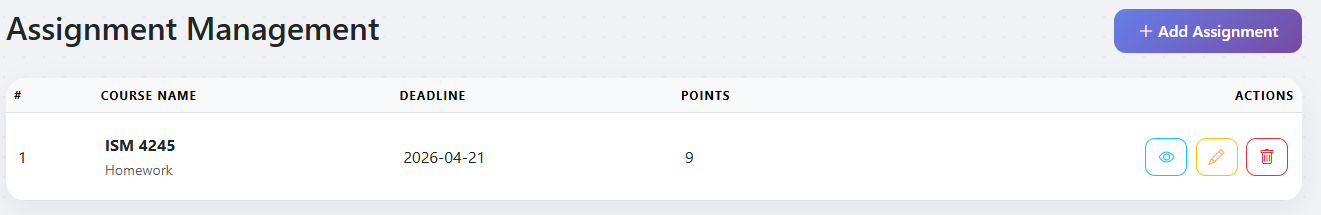 Assignment Management
+ Add Assignment
# COURSE NAME DEADLINE POINTS ACTIONS
1 ISM 4245 2026-04-21 9
Homework